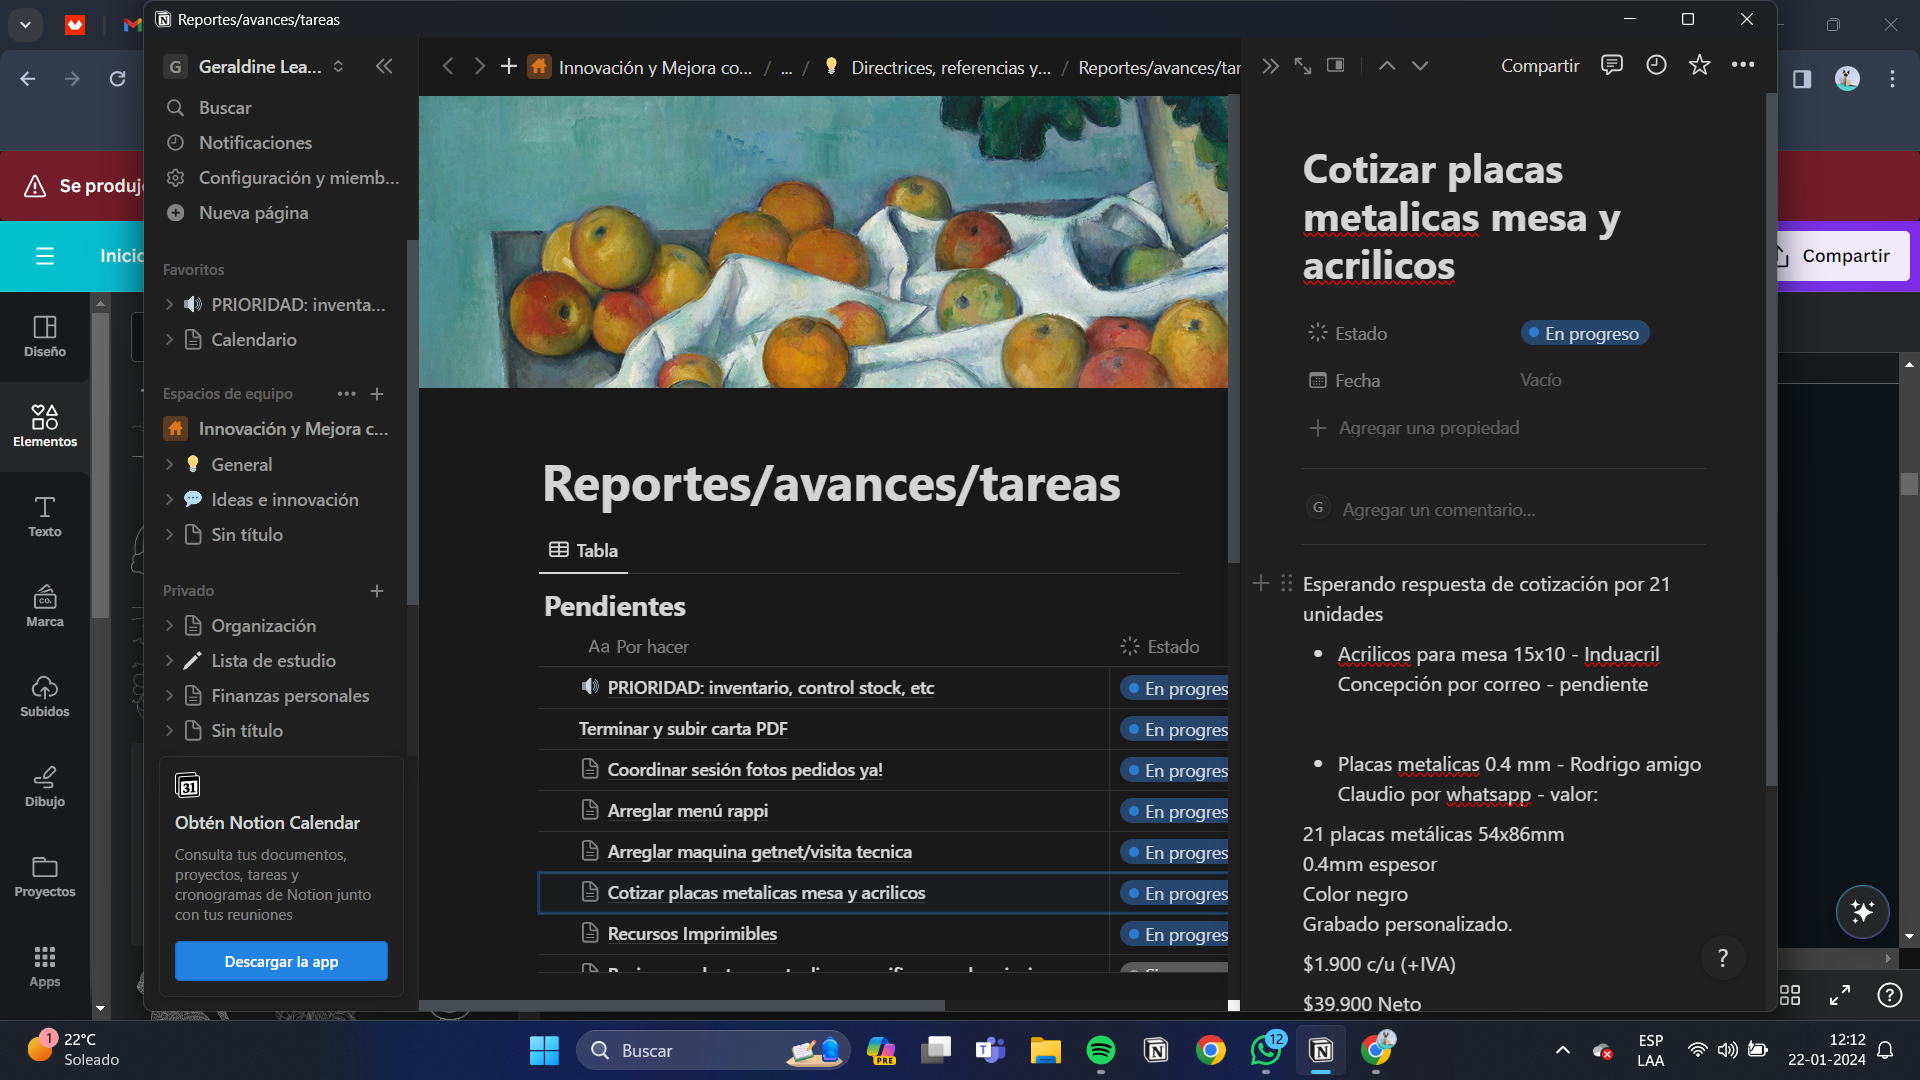 Reportes/avances/tareas
G Geraldine Lea...
Buscar
Notificaciones
Configuración y miemb...
Nueva página
Favoritos
PRIORIDAD: inventa...
Calendario
Espacios de equipo
Innovación y Mejora c...
General
Ideas e innovación
Sin título
Privado
Organización
Lista de estudio
Finanzas personales
Sin título
31
Obtén Notion Calendar
Consulta tus documentos,
proyectos, tareas y
cronogramas de Notion junto
con tus reuniones
Descargar la app
Innovación y Mejora co... / ... / Directrices, referencias y... / Reportes/avances/tar
Reportes/avances/tareas
Tabla
Pendientes
Aa Por hacer Estado
PRIORIDAD: inventario, control stock, etc En progres
Terminar y subir carta PDF En progres
Coordinar sesión fotos pedidos ya! En progres
Arreglar menú rappi En progres
Arreglar maquina getnet/visita tecnica En progres
Cotizar placas metalicas mesa y acrilicos En progres
Recursos Imprimibles En progres
Compartir
Cotizar placas
metalicas mesa y
acrilicos
Estado En progreso
Fecha Vacío
Agregar una propiedad
G Agregar un comentario...
Esperando respuesta de cotización por 21
unidades
• Acrilicos para mesa 15x10 - Induacril
Concepción por correo - pendiente
• Placas metalicas 0.4 mm - Rodrigo amigo
Claudio por whatsapp - valor:
21 placas metálicas 54x86mm
0.4mm espesor
Color negro
Grabado personalizado.
$1.900 c/u (+IVA)
$39.900 Neto
?
Se produj
Inicio
Compartir
Diseño
Elementos
Texto
CO.
Marca
Subidos
Dibujo
Proyectos
Apps
1
22°C
Soleado
Buscar
PRE
12
ESP
LAA
12:12
22-01-2024